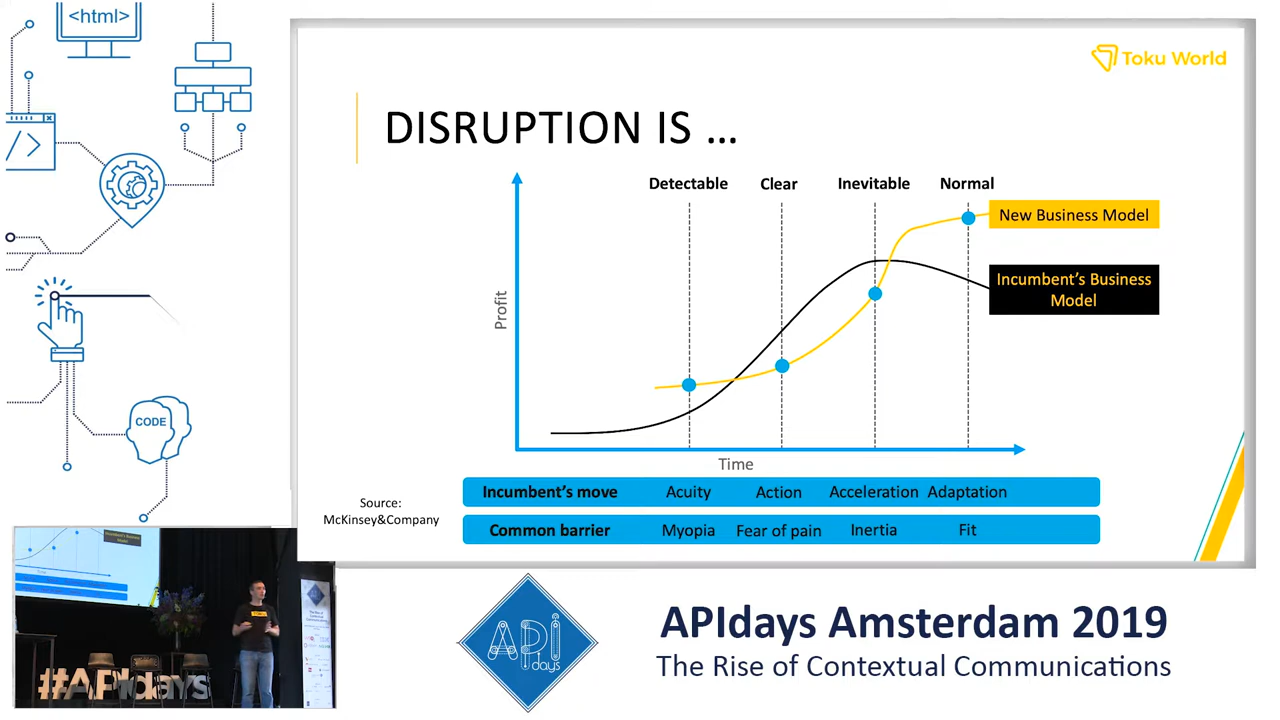 <html>
</>
CODE
Toku World
DISRUPTION IS ...
Detectable
Clear
Inevitable
Normal
New Business Model
Incumbent's Business
Model
Profit
Time
Source:
McKinsey&Company
Incumbent's move
Acuity
Action
Acceleration
Adaptation
Common barrier
Myopia
Fear of pain
Inertia
Fit
#APIdays
API
days
APIdays Amsterdam 2019
The Rise of Contextual Communications